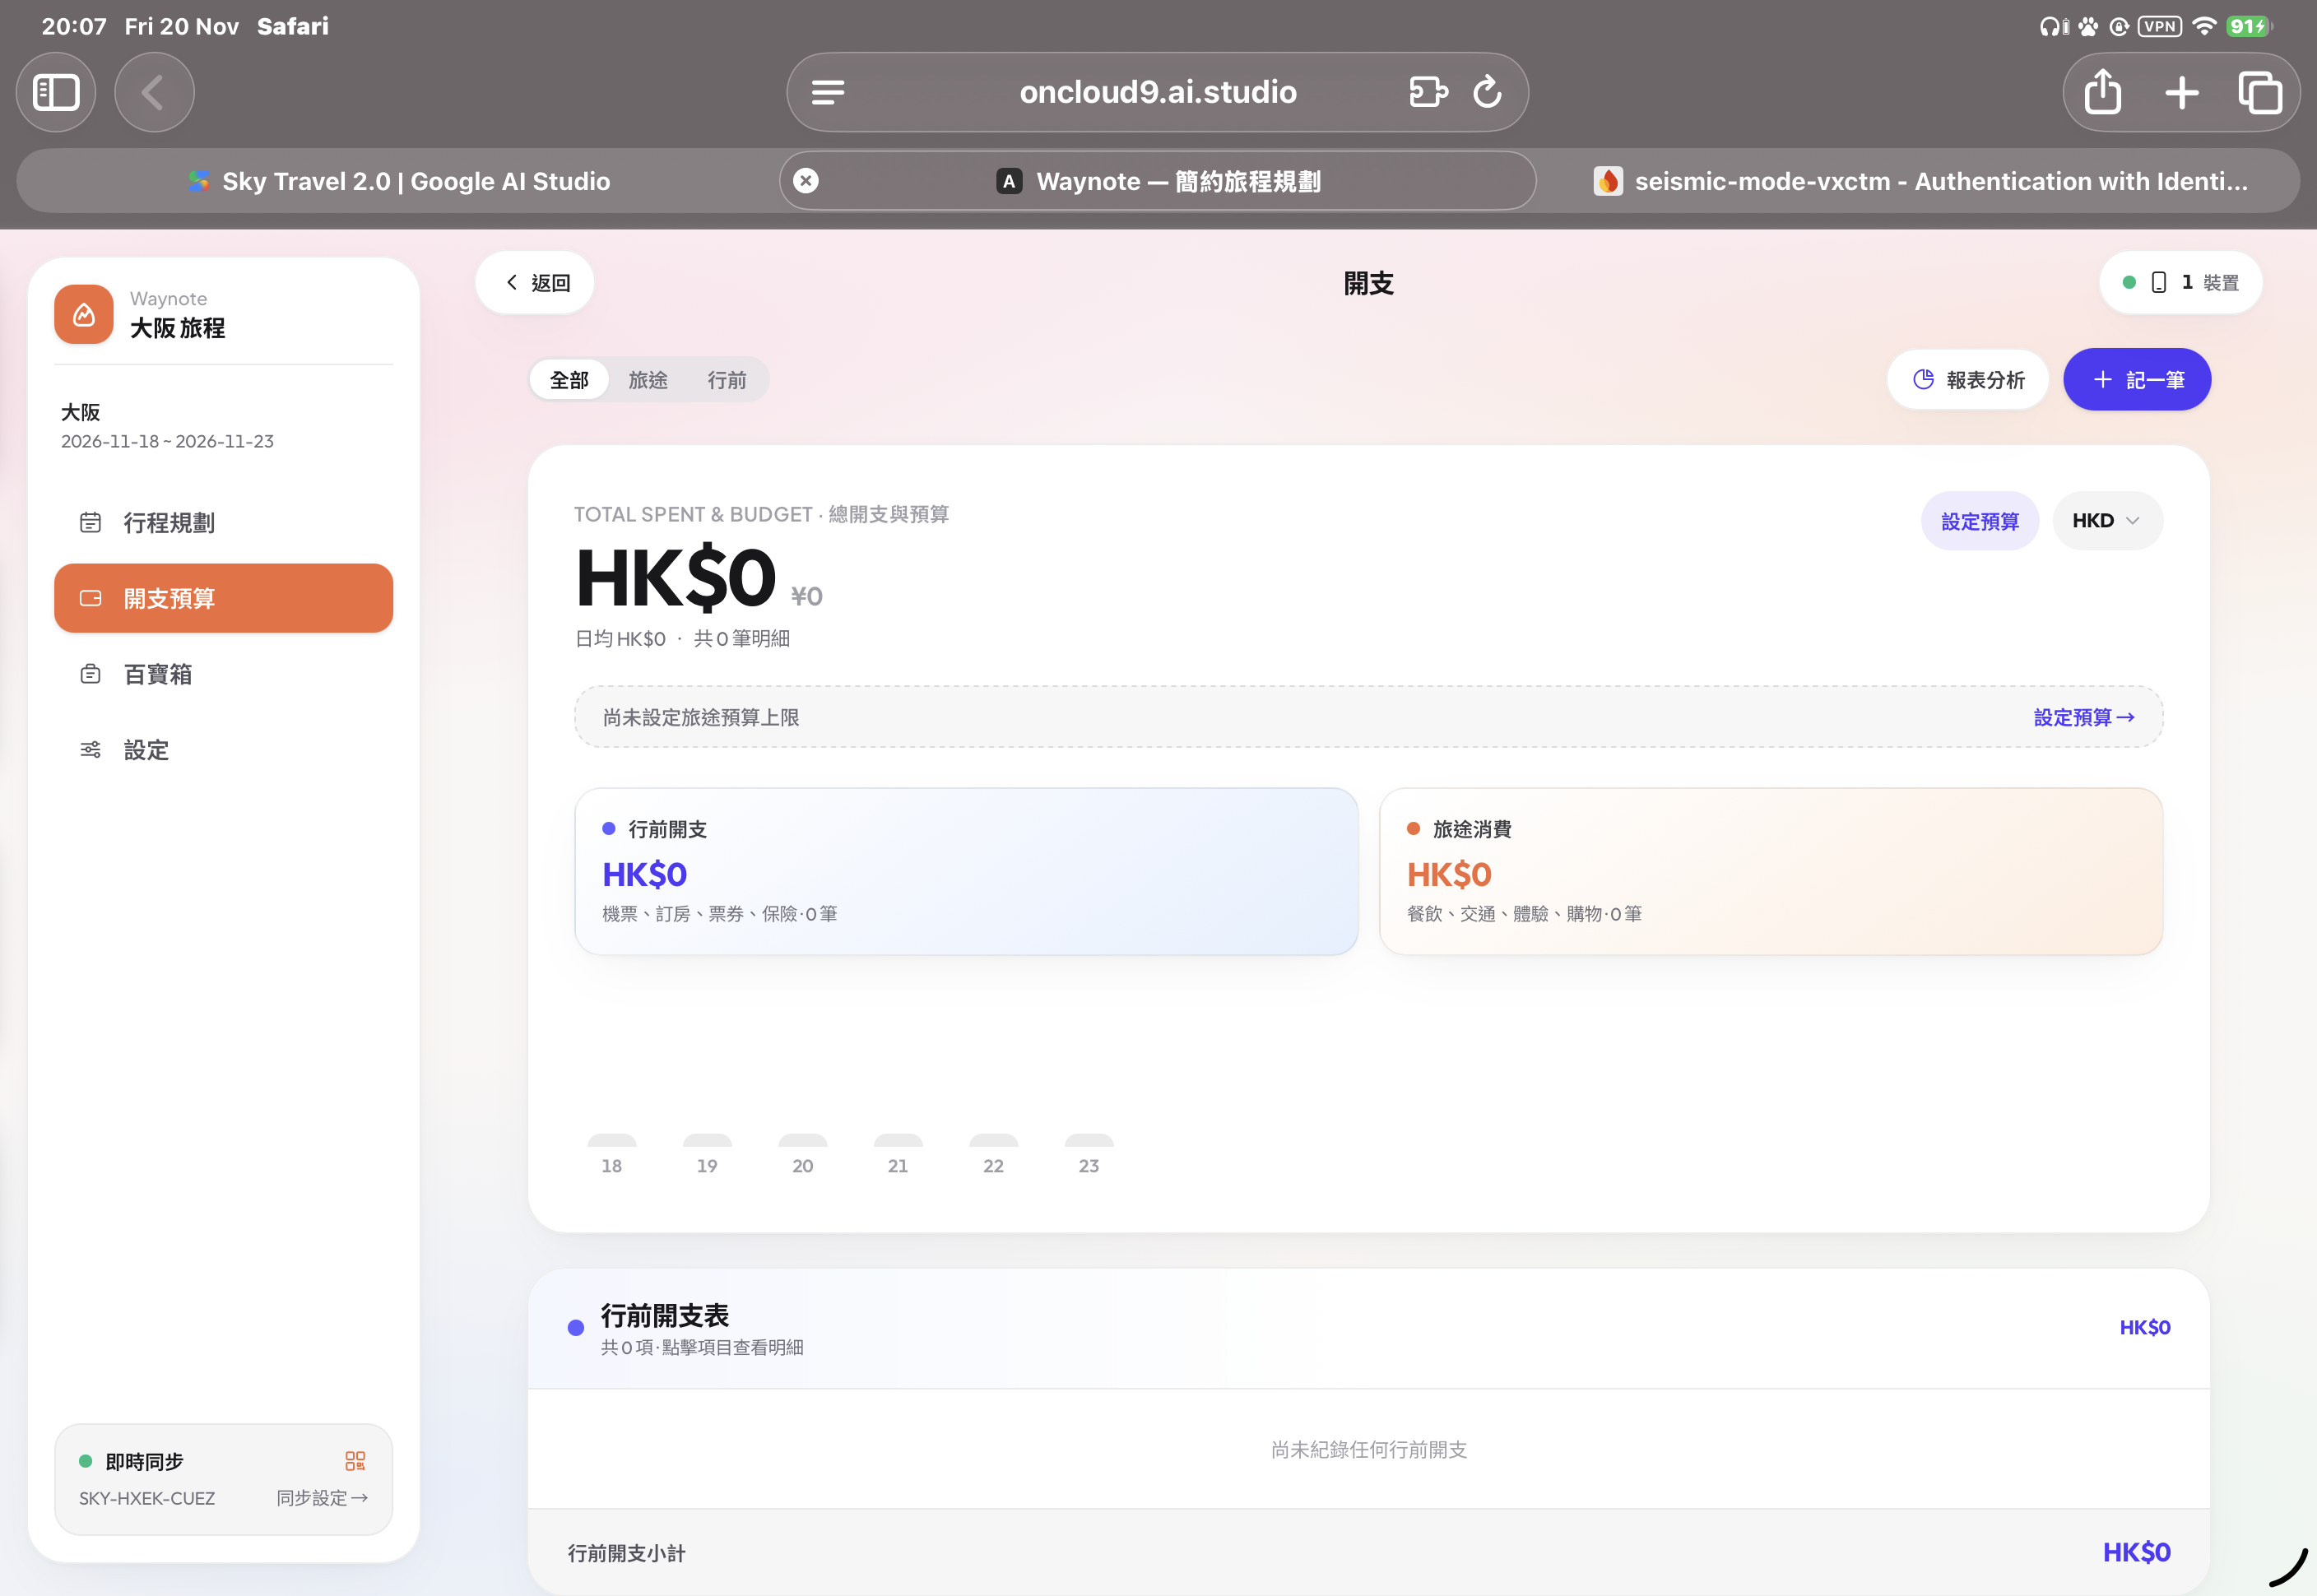 20:07 Fri 20 Nov Safari
VPN 91
oncloud9.ai.studio
Sky Travel 2.0 | Google AI Studio
A Waynote — 簡約旅程規劃
seismic-mode-vxctm - Authentication with Identi...
Waynote
大阪 旅程
大阪
2026-11-18 ~ 2026-11-23
行程規劃
開支預算
百寶箱
設定
即時同步
SKY-HXEK-CUEZ 同步設定 →
返回
開支
1 裝置
全部 旅途 行前
報表分析
+ 記一筆
TOTAL SPENT & BUDGET · 總開支與預算
設定預算
HKD
HK$0 ¥0
日均 HK$0 · 共 0 筆明細
尚未設定旅途預算上限
設定預算 →
行前開支
HK$0
機票、訂房、票券、保險 · 0 筆
旅途消費
HK$0
餐飲、交通、體驗、購物 · 0 筆
18 19 20 21 22 23
行前開支表
共 0 項 · 點擊項目查看明細
HK$0
尚未紀錄任何行前開支
行前開支小計
HK$0